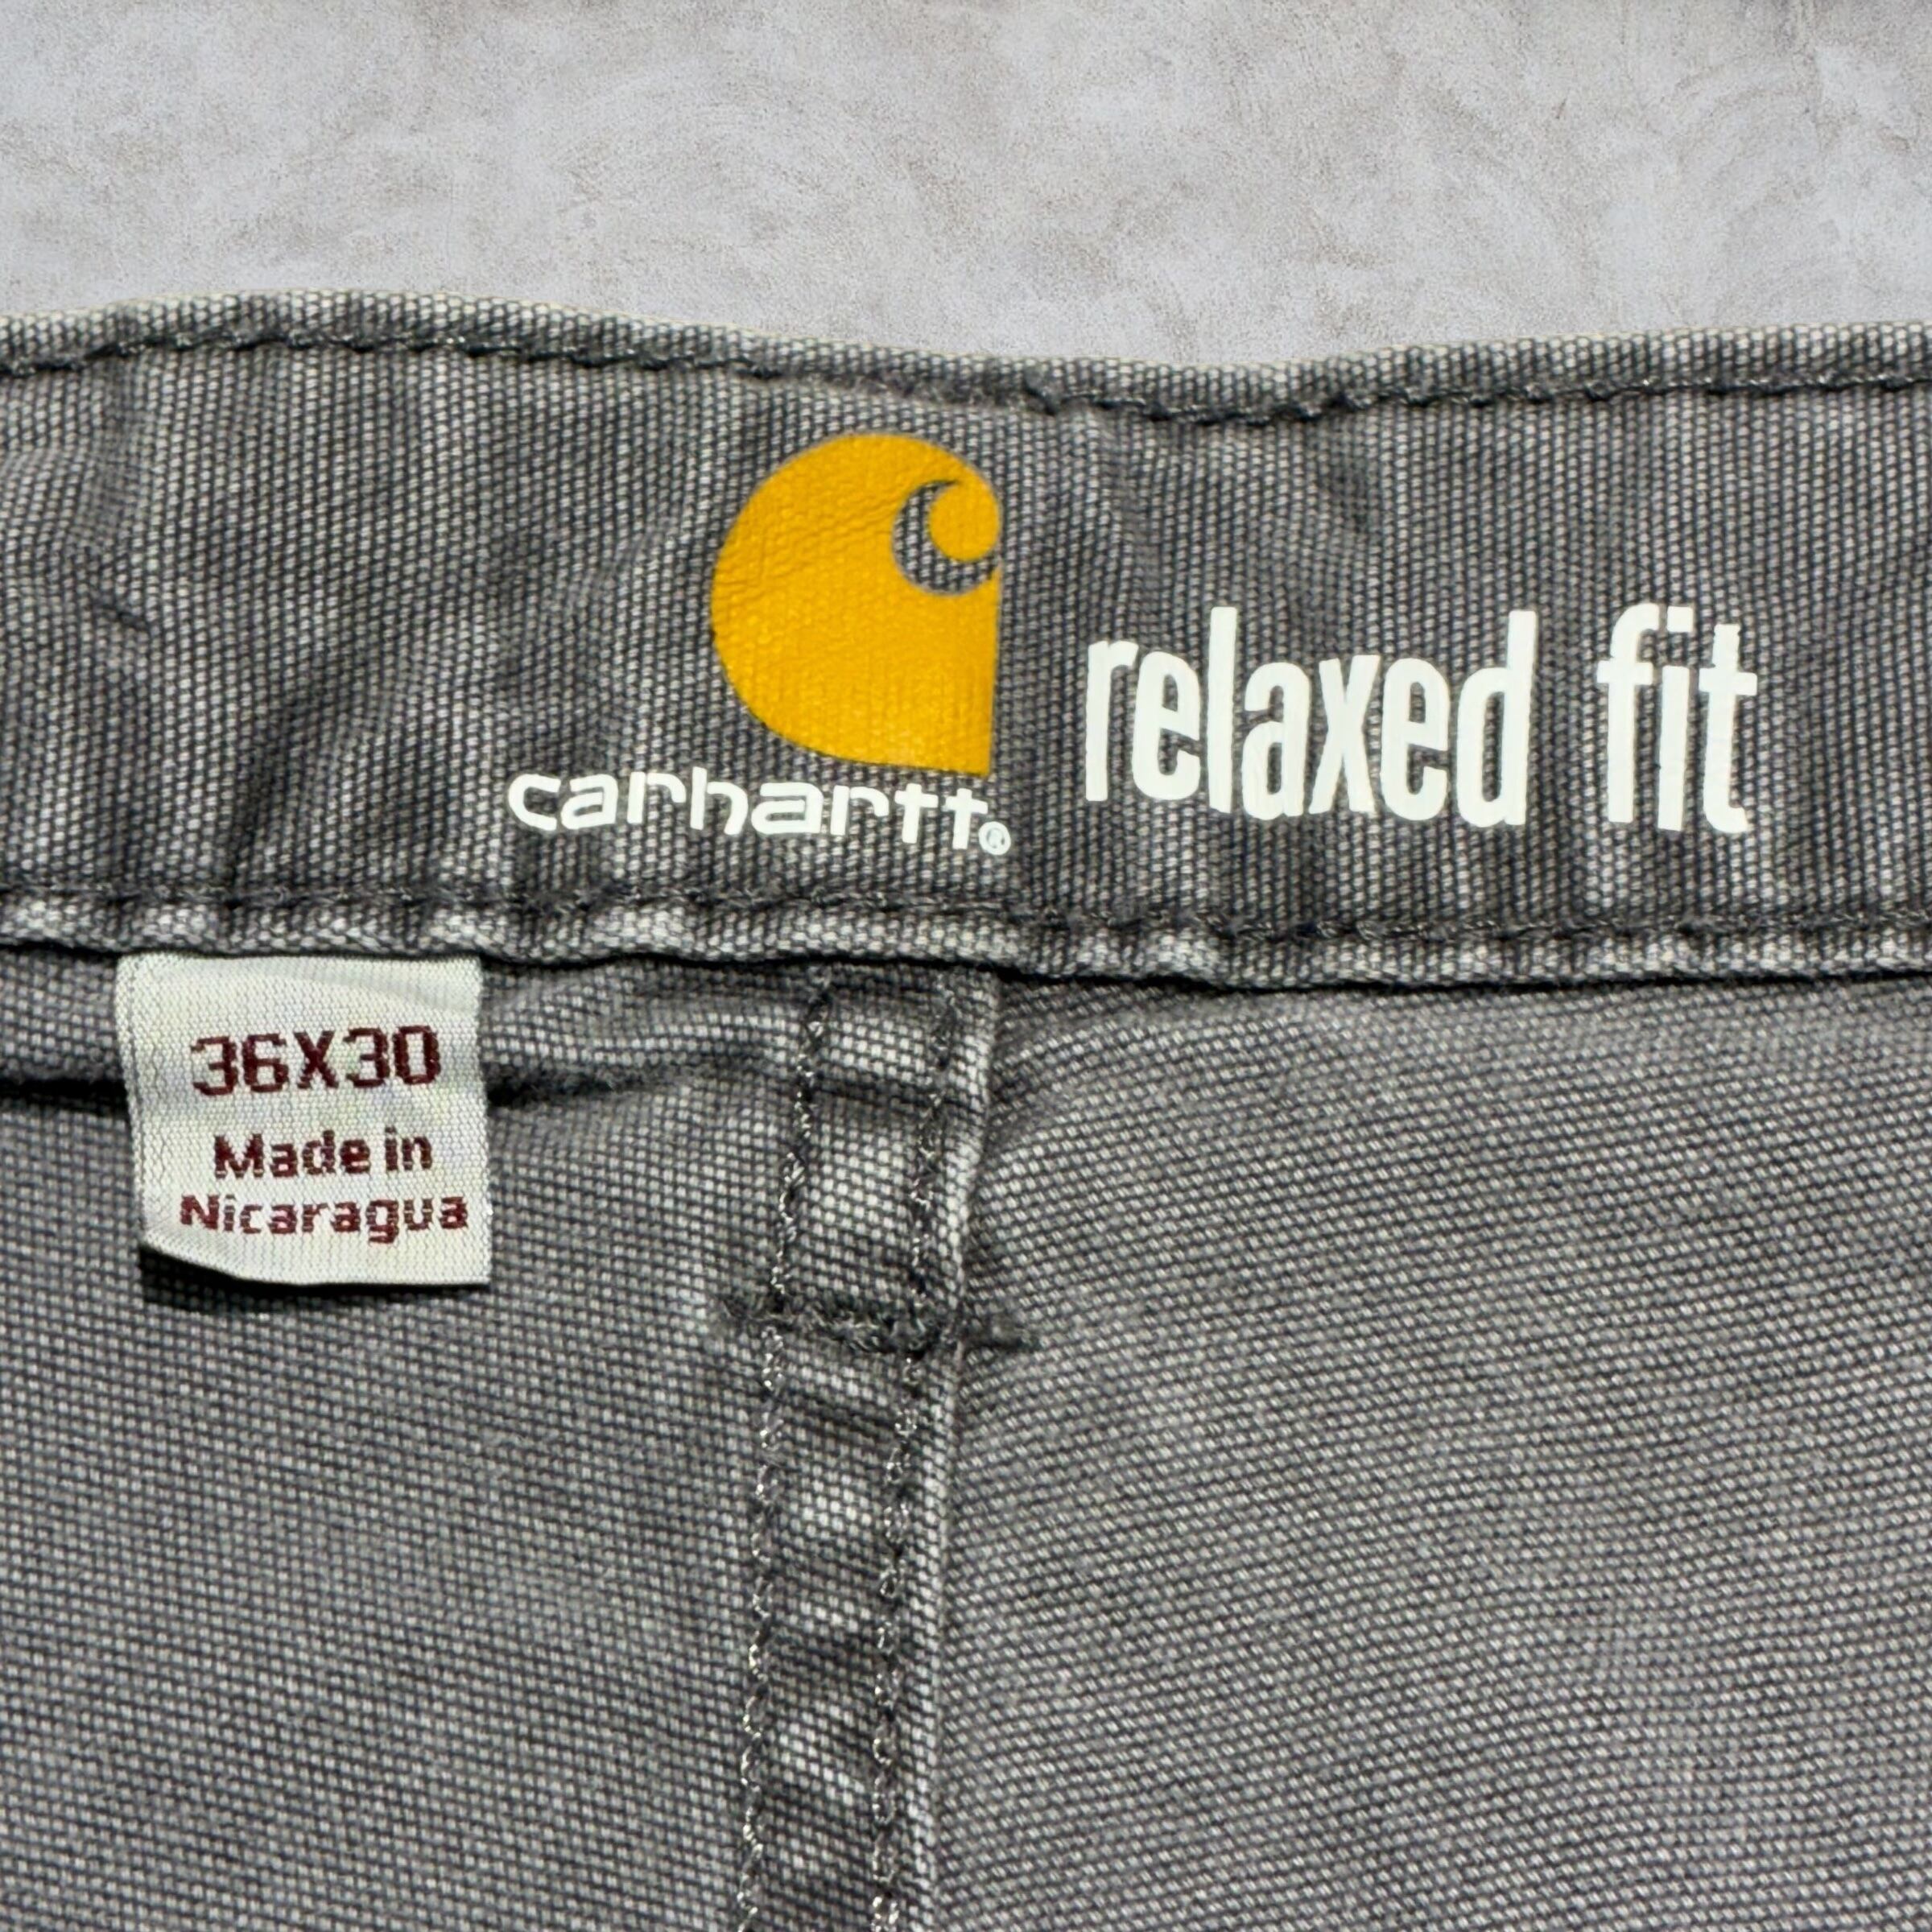 carhartt®
relaxed fit
36X30
Made in
Nicaragua